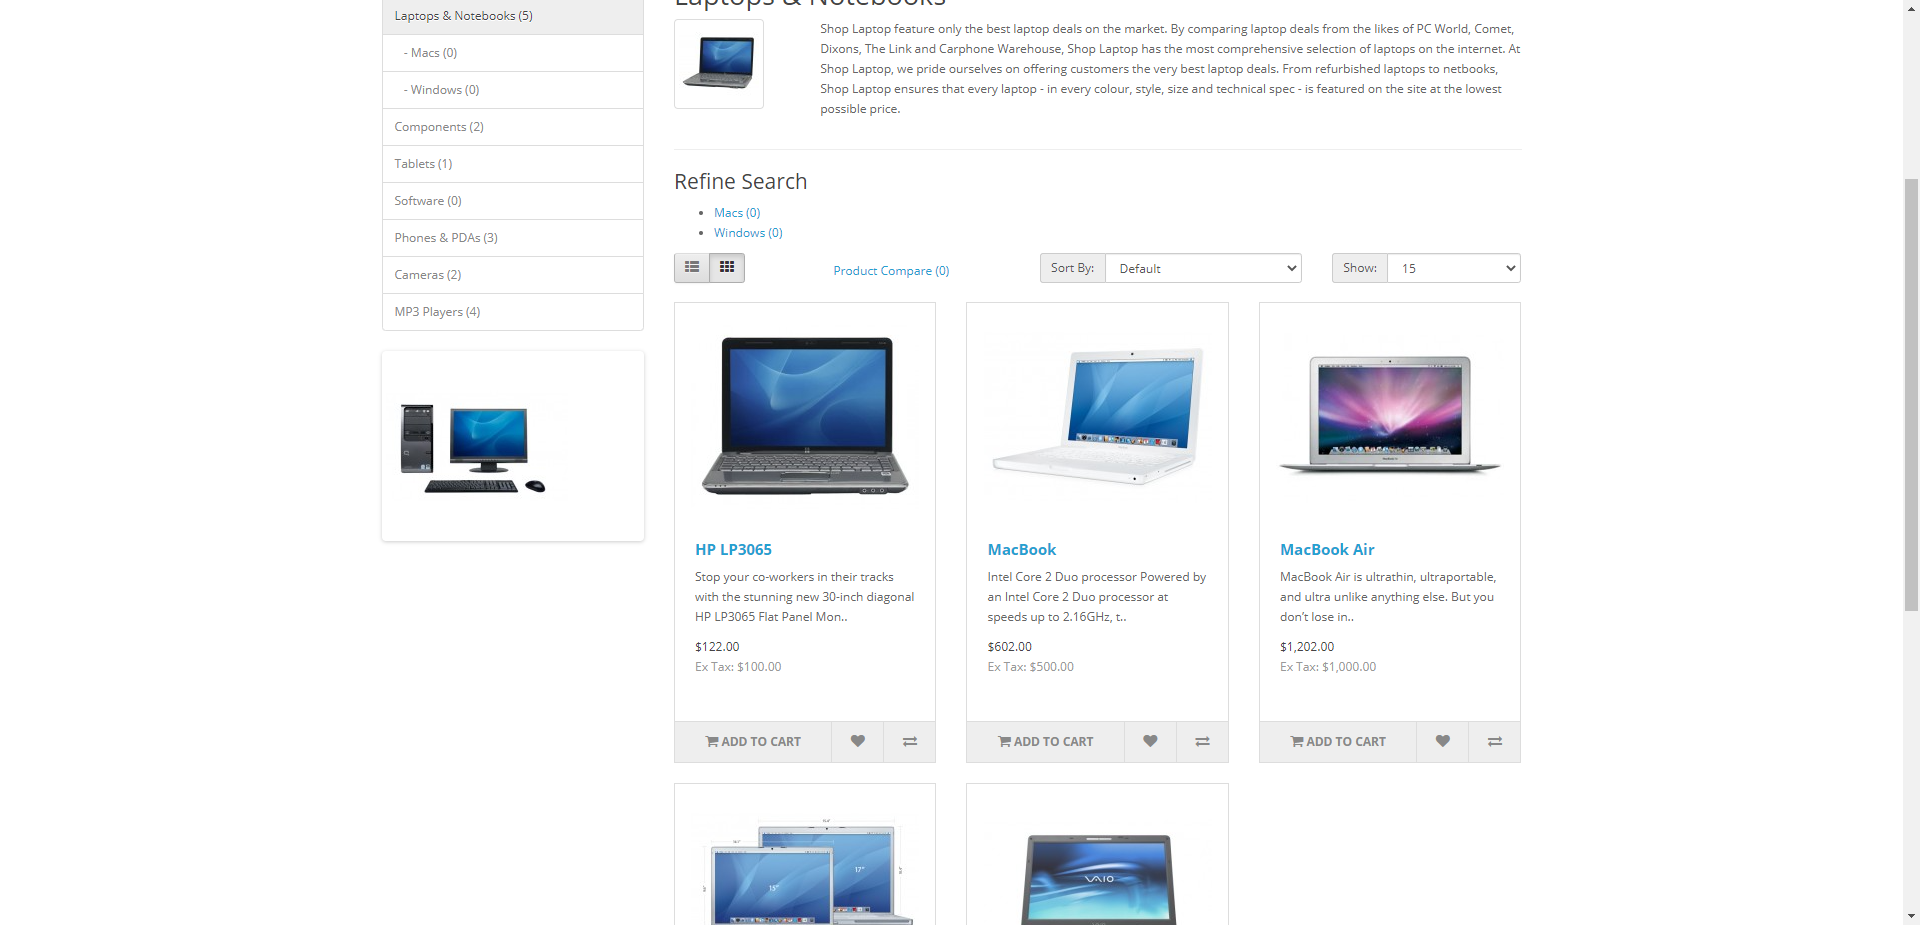 Laptops & Notebooks (5)
- Macs (0)
- Windows (0)
Components (2)
Tablets (1)
Software (0)
Phones & PDAs (3)
Cameras (2)
MP3 Players (4)
Laptops & Notebooks
Shop Laptop feature only the best laptop deals on the market. By comparing laptop deals from the likes of PC World, Comet,
Dixons, The Link and Carphone Warehouse, Shop Laptop has the most comprehensive selection of laptops on the internet. At
Shop Laptop, we pride ourselves on offering customers the very best laptop deals. From refurbished laptops to netbooks,
Shop Laptop ensures that every laptop - in every colour, style, size and technical spec - is featured on the site at the lowest
possible price.
Refine Search
Macs (0)
Windows (0)
Product Compare (0)
Sort By: Default
Show: 15
HP LP3065
Stop your co-workers in their tracks
with the stunning new 30-inch diagonal
HP LP3065 Flat Panel Mon..
$122.00
Ex Tax: $100.00
ADD TO CART
MacBook
Intel Core 2 Duo processor Powered by
an Intel Core 2 Duo processor at
speeds up to 2.16GHz, t..
$602.00
Ex Tax: $500.00
ADD TO CART
MacBook Air
MacBook Air is ultrathin, ultraportable,
and ultra unlike anything else. But you
don’t lose in..
$1,202.00
Ex Tax: $1,000.00
ADD TO CART
17"
15"
VAIO